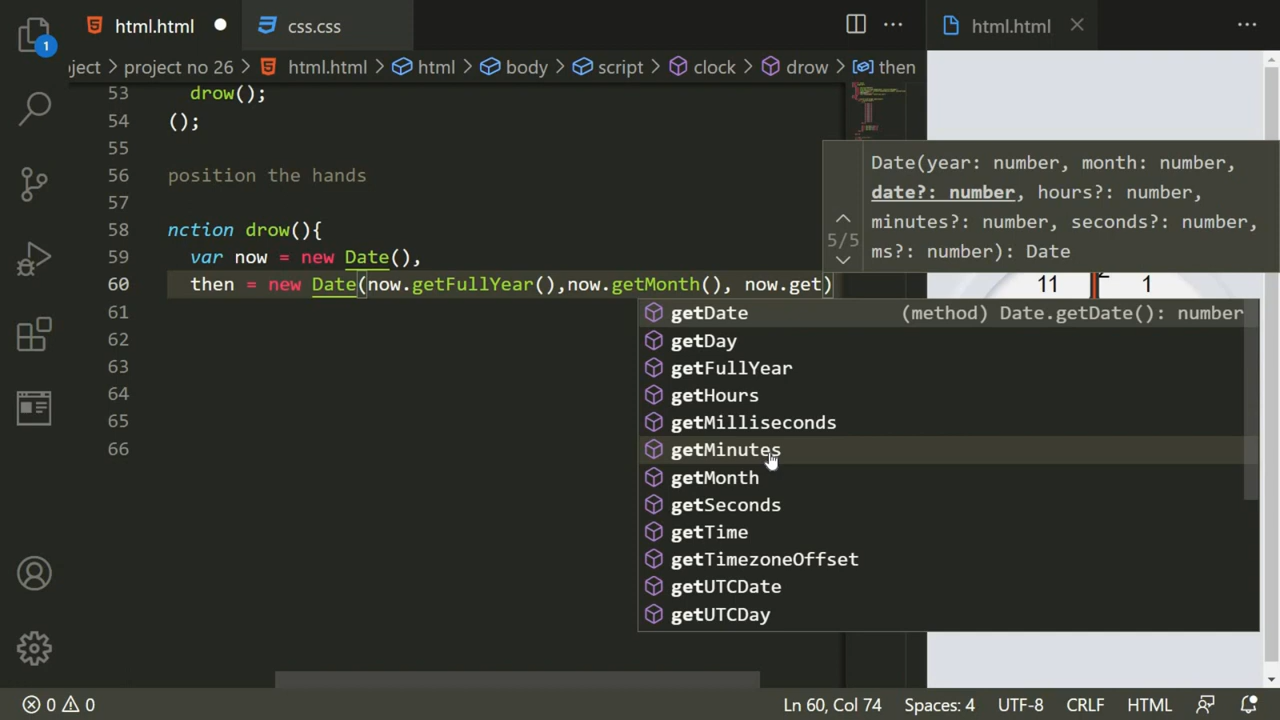 html.html
css.css
html.html
1
ject > project no 26 > html.html > html > body > script > clock > drow > then
53 drow();
54 ();
55
56 position the hands
57
58 nction drow(){
59 var now = new Date(),
60 then = new Date(now.getFullYear(),now.getMonth(), now.get)
61
62
63
64
65
66
5/5
Date(year: number, month: number,
date?: number, hours?: number,
minutes?: number, seconds?: number,
ms?: number): Date
11 1
getDate (method) Date.getDate(): number
getDay
getFullYear
getHours
getMilliseconds
getMinutes
getMonth
getSeconds
getTime
getTimezoneOffset
getUTCDate
getUTCDay
0 0 Ln 60, Col 74 Spaces: 4 UTF-8 CRLF HTML